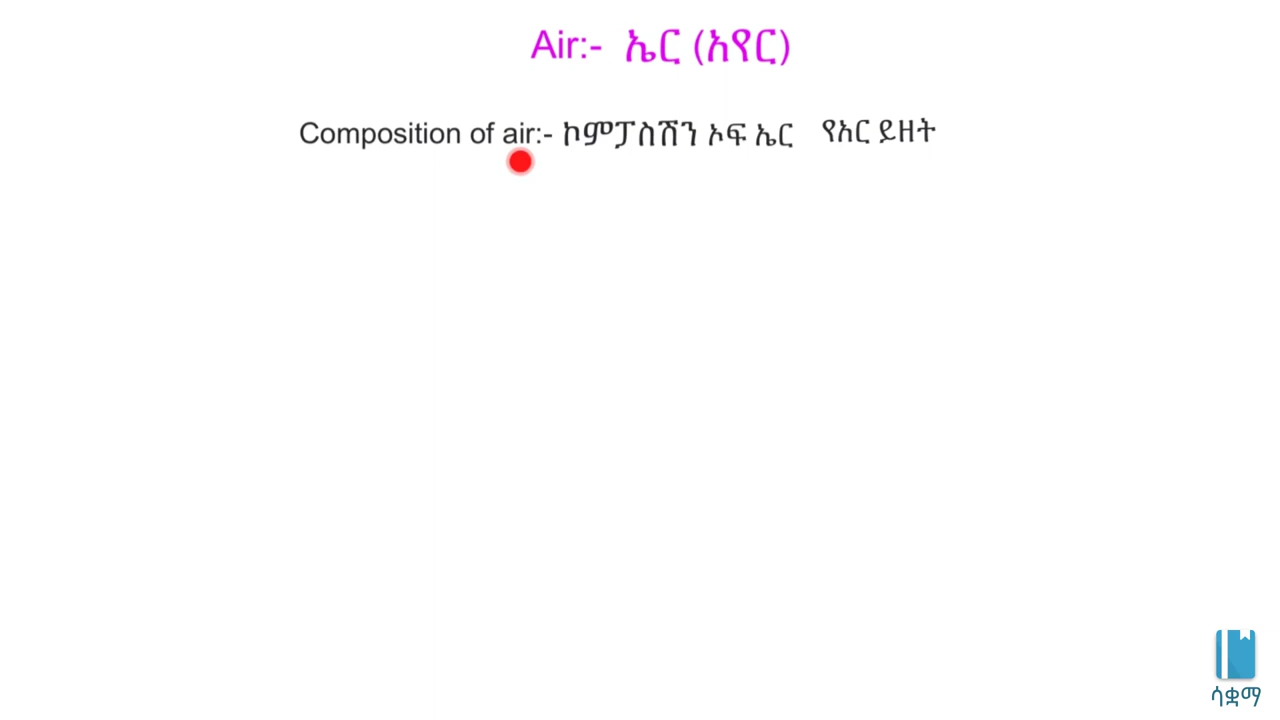 Air:- ኤር (አየር)
Composition of air:- ኮምፓስሽን ኦፍ ኤር የአር ይዘት
ሳቋማ